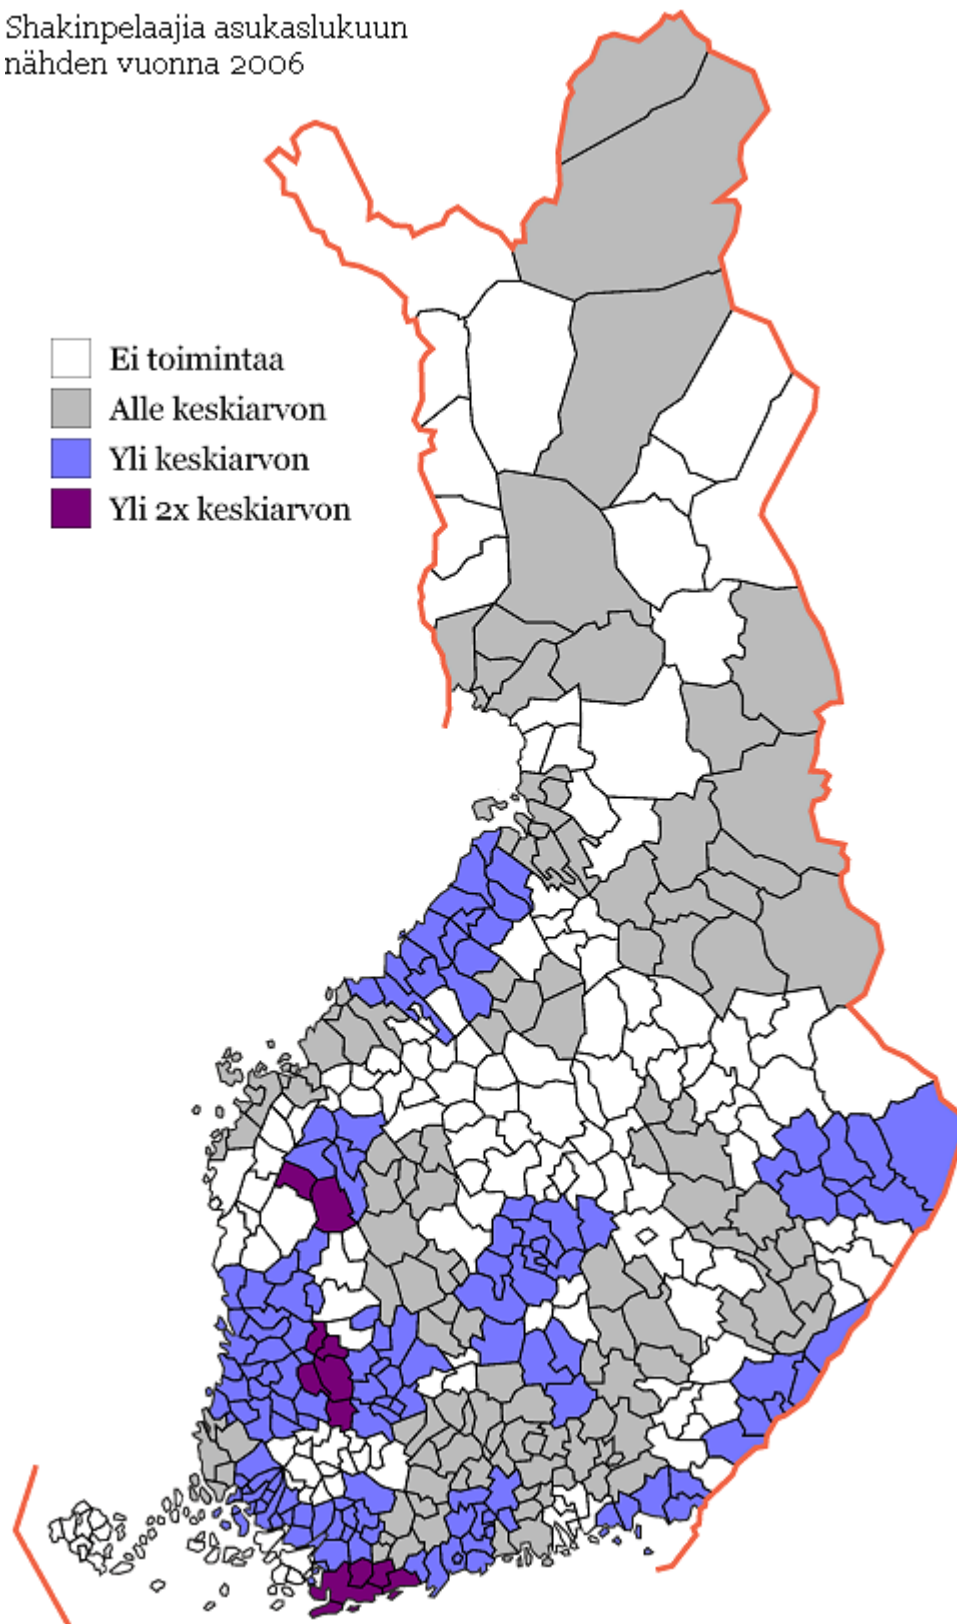 Shakinpelaajia asukaslukuun
nähden vuonna 2006
Ei toimintaa
Alle keskiarvon
Yli keskiarvon
Yli 2x keskiarvon